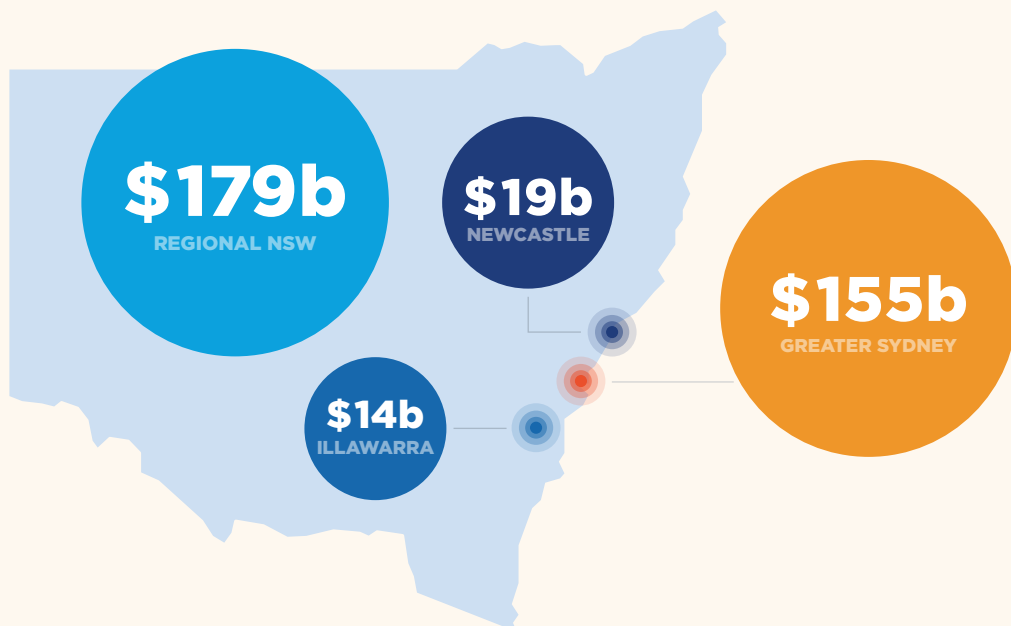 $179b
REGIONAL NSW
$19b
NEWCASTLE
$155b
GREATER SYDNEY
$14b
ILLAWARRA